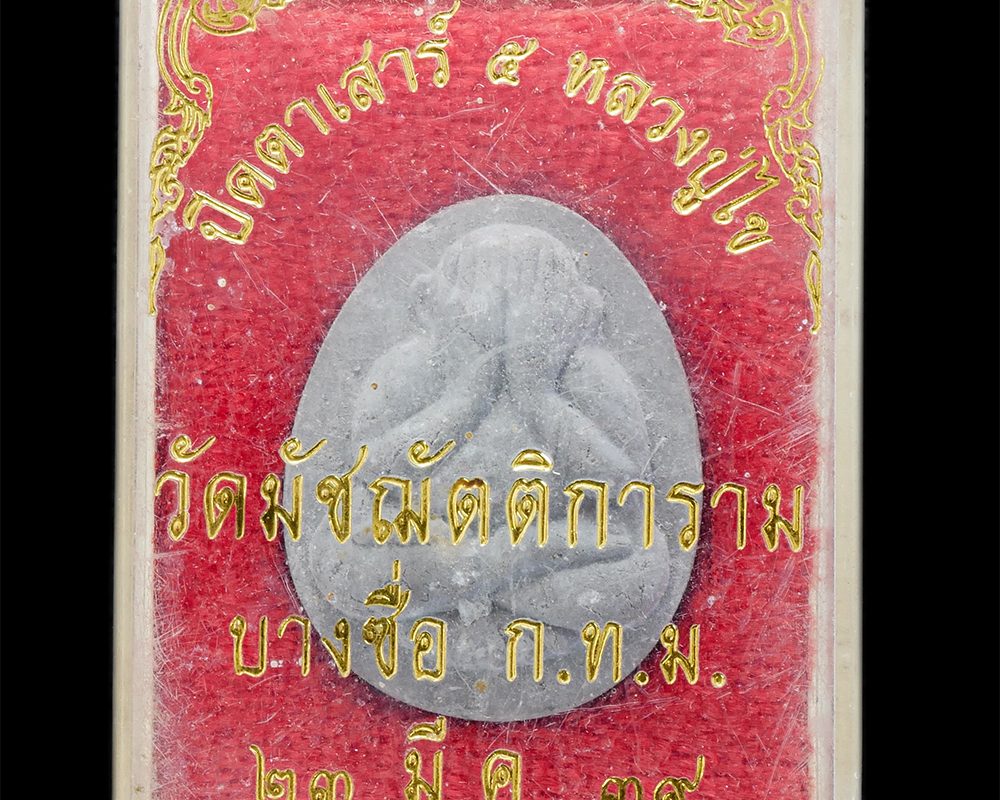 ปิดตาเสาร์ ๕ หลวงปู่ไข
วัดมัชฌัตติการาม
บางซื่อ ก.ท.ม.
๒๓ มี ค ๓๙